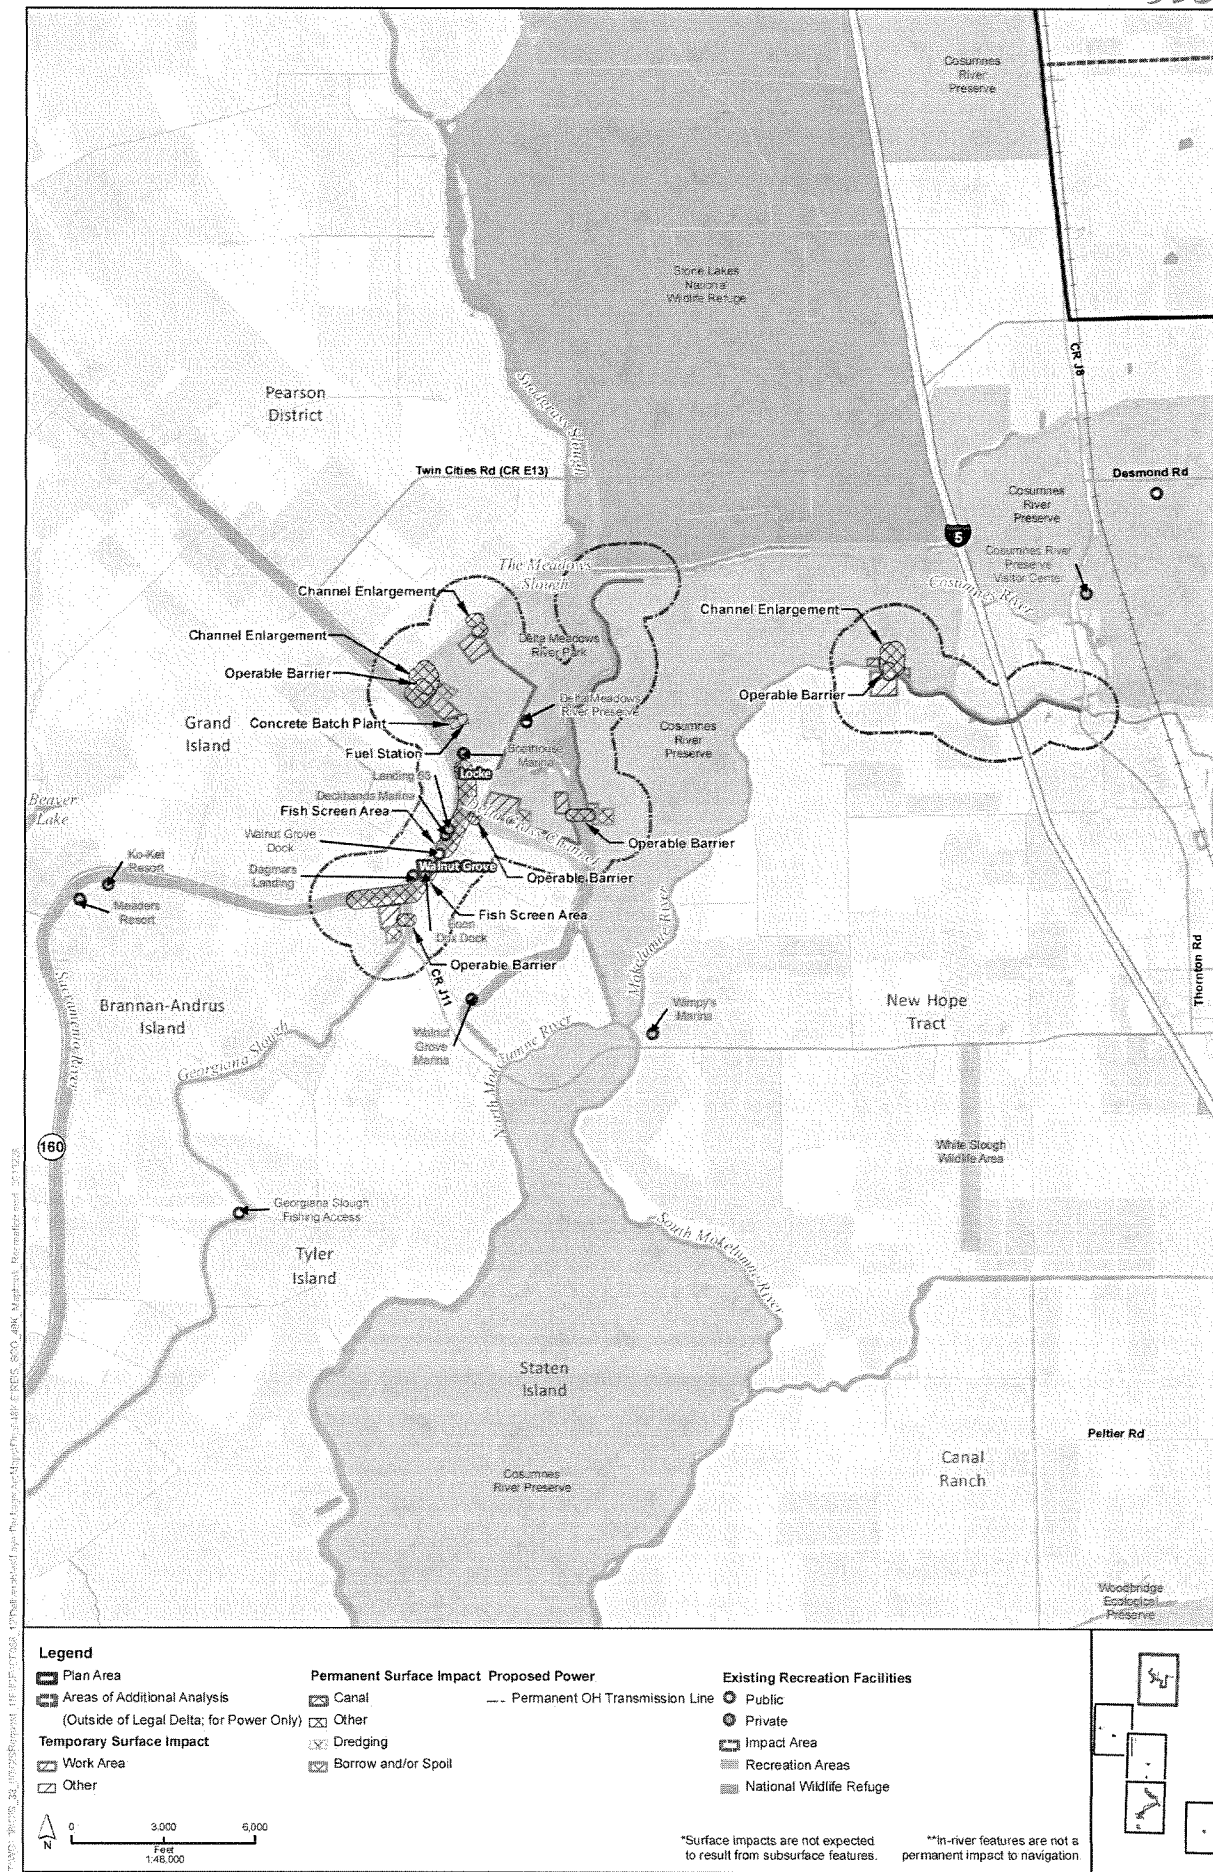 Cosumnes
River
Preserve
Stone Lakes
National
Wildlife Refuge
CR J8
Pearson
District
Snodgrass Slough
Twin Cities Rd (CR E13)
Desmond Rd
Cosumnes
River
Preserve
5
Cosumnes River
Preserve
Visitor Center
Cosumnes River
The Meadows
Slough
Channel Enlargement
Channel Enlargement
Channel Enlargement
Delta Meadows
River Park
Operable Barrier
Operable Barrier
Delta Meadows
River Preserve
Grand
Island
Concrete Batch Plant
Cosumnes
River
Preserve
Fuel Station
Boathouse
Marina
Landing 63
Locke
Deckhands Marina
Beaver
Lake
Fish Screen Area
Delta Cross Channel
Walnut Grove
Dock
Operable Barrier
Ko-Ket
Resort
Dagmars
Landing
Walnut Grove
Operable Barrier
Meaders
Resort
Fish Screen Area
Boon
Dox Dock
Mokelumne River
Thornton Rd
Operable Barrier
CR J11
Sacramento River
Brannan-Andrus
Island
New Hope
Tract
Wimpy's
Marina
Georgiana Slough
Walnut
Grove
Marina
North Mokelumne River
160
White Slough
Wildlife Area
Georgiana Slough
Fishing Access
South Mokelumne River
Tyler
Island
Staten
Island
Peltier Rd
Canal
Ranch
Cosumnes
River Preserve
Woodbridge
Ecological
Preserve
Legend
Plan Area
Areas of Additional Analysis
(Outside of Legal Delta; for Power Only)
Temporary Surface Impact
Work Area
Other
Permanent Surface Impact
Canal
Other
Dredging
Borrow and/or Spoil
Proposed Power
Permanent OH Transmission Line
Existing Recreation Facilities
Public
Private
Impact Area
Recreation Areas
National Wildlife Refuge
N
0 3,000 6,000
Feet
1:48,000
*Surface impacts are not expected
to result from subsurface features.
**In-river features are not a
permanent impact to navigation.